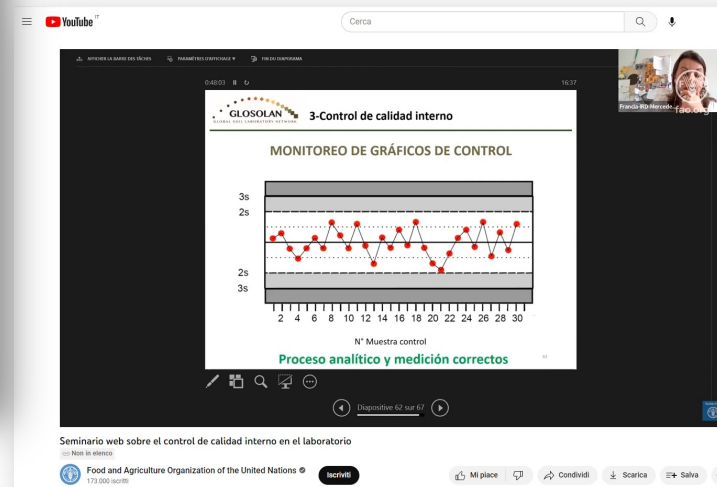 YouTube IT
Cerca
AFFICHER LA BARRE DES TÂCHES PARAMÈTRES D'AFFICHAGE FIN DU DIAPORAMA
0:48:03 16:37
Francia-IRD-Mercede
fao.org
GLOSOLAN
GLOBAL SOIL LABORATORY NETWORK
3-Control de calidad interno
MONITOREO DE GRÁFICOS DE CONTROL
3s
2s
2s
3s
2 4 6 8 10 12 14 16 18 20 22 24 26 28 30
N° Muestra control
Proceso analítico y medición correctos
Diapositive 62 sur 67
Seminario web sobre el control de calidad interno en el laboratorio
Non in elenco
Food and Agriculture Organization of the United Nations
173.000 iscritti
Iscriviti
Mi piace
Condividi
Scarica
Salva